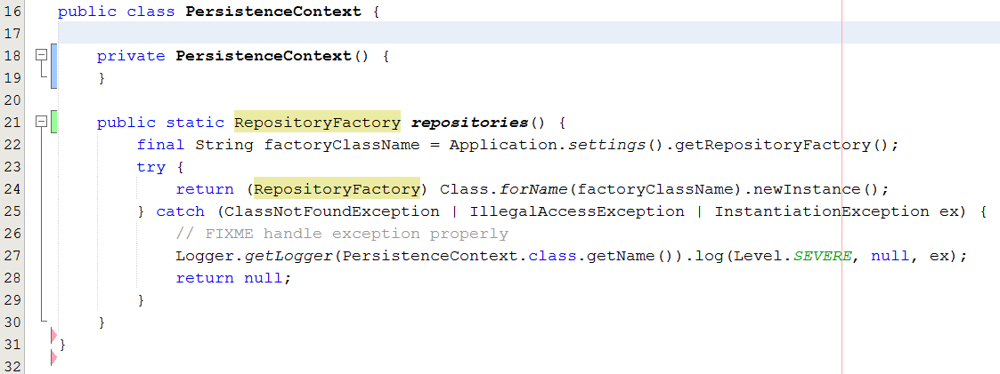 16 public class PersistenceContext {
17
18     private PersistenceContext() {
19     }
20
21     public static RepositoryFactory repositories() {
22         final String factoryClassName = Application.settings().getRepositoryFactory();
23         try {
24             return (RepositoryFactory) Class.forName(factoryClassName).newInstance();
25         } catch (ClassNotFoundException | IllegalAccessException | InstantiationException ex) {
26             // FIXME handle exception properly
27             Logger.getLogger(PersistenceContext.class.getName()).log(Level.SEVERE, null, ex);
28             return null;
29         }
30     }
31 }
32